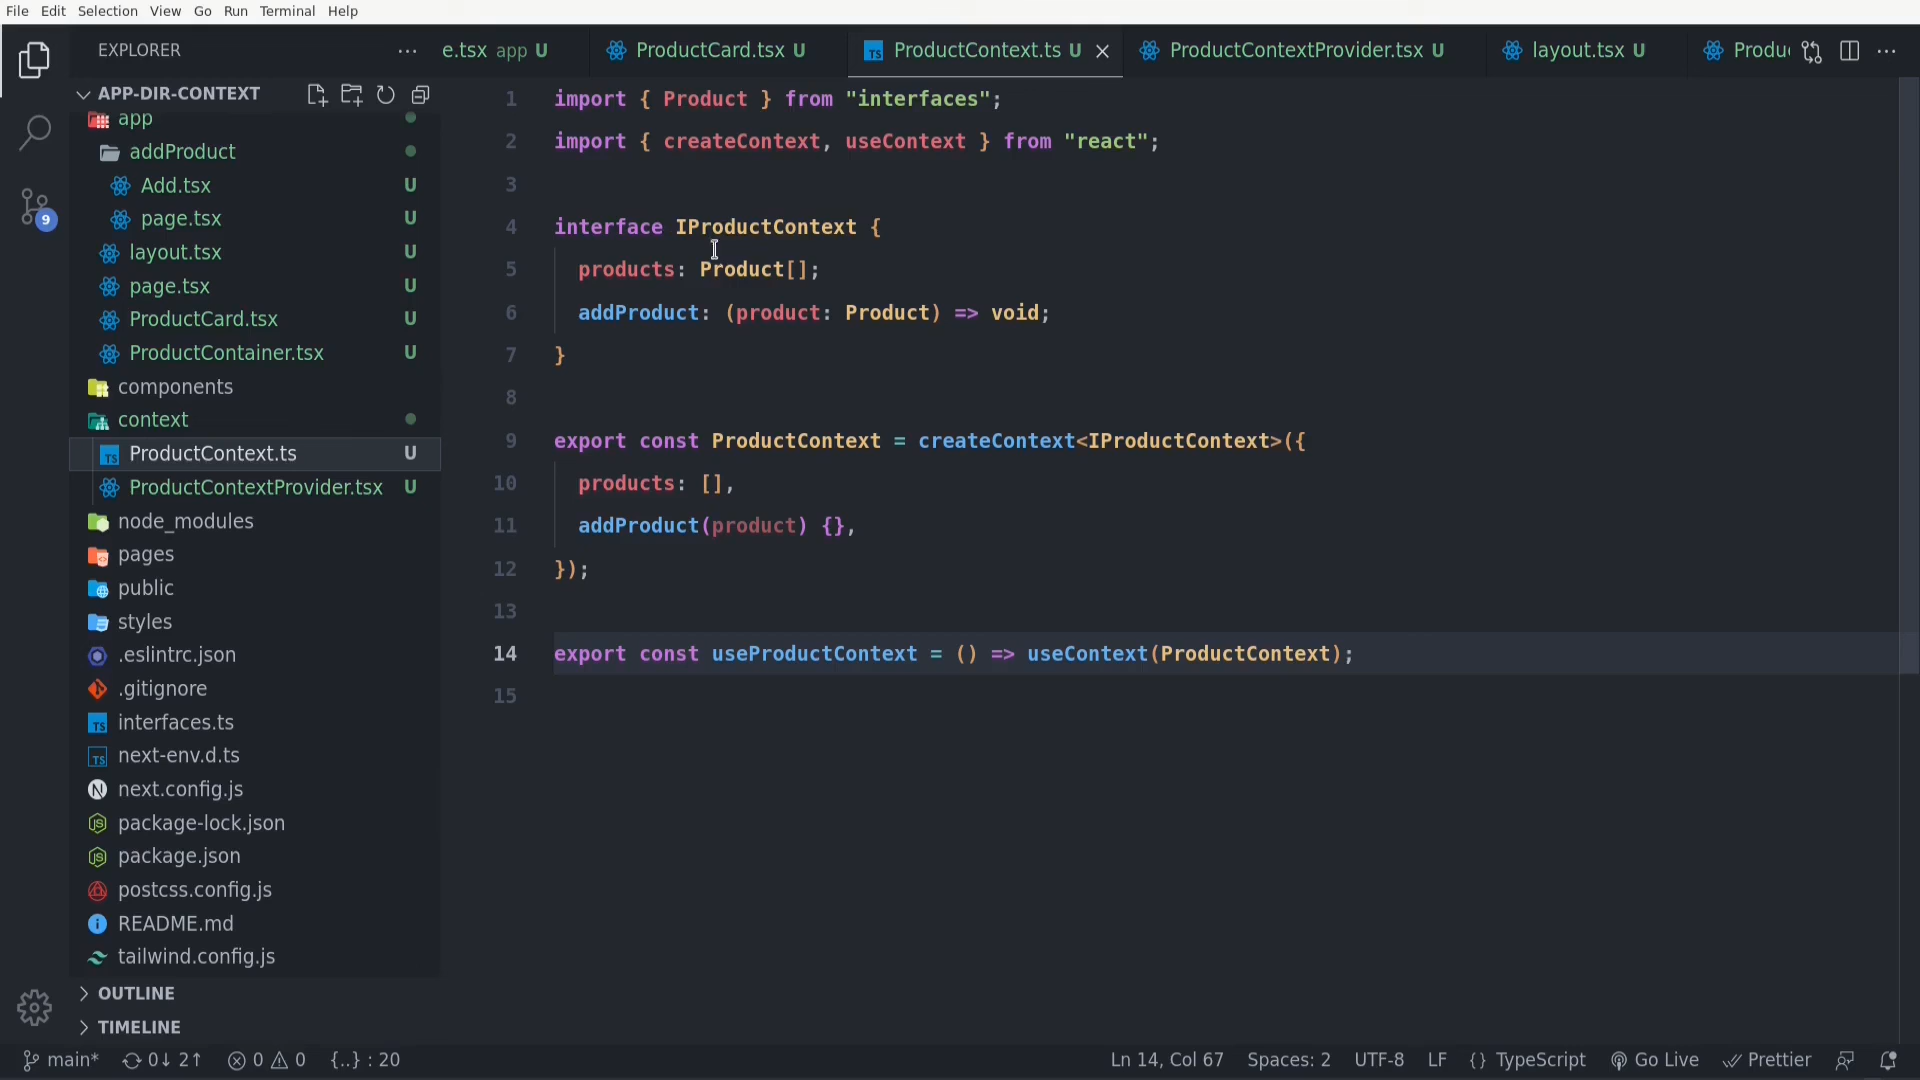 File Edit Selection View Go Run Terminal Help
EXPLORER
e.tsx app U ProductCard.tsx U ProductContext.ts U ProductContextProvider.tsx U layout.tsx U Produ
APP-DIR-CONTEXT
app
addProduct
Add.tsx U
page.tsx U
layout.tsx U
page.tsx U
ProductCard.tsx U
ProductContainer.tsx U
components
context
ProductContext.ts U
ProductContextProvider.tsx U
node_modules
pages
public
styles
.eslintrc.json
.gitignore
interfaces.ts
next-env.d.ts
next.config.js
package-lock.json
package.json
postcss.config.js
README.md
tailwind.config.js
OUTLINE
TIMELINE
9
1 import { Product } from "interfaces";
2 import { createContext, useContext } from "react";
3
4 interface IProductContext {
5 products: Product[];
6 addProduct: (product: Product) => void;
7 }
8
9 export const ProductContext = createContext<IProductContext>({
10 products: [],
11 addProduct(product) {},
12 });
13
14 export const useProductContext = () => useContext(ProductContext);
15
main* 0↓ 2↑ 0 0 {..} : 20 Ln 14, Col 67 Spaces: 2 UTF-8 LF {} TypeScript Go Live Prettier